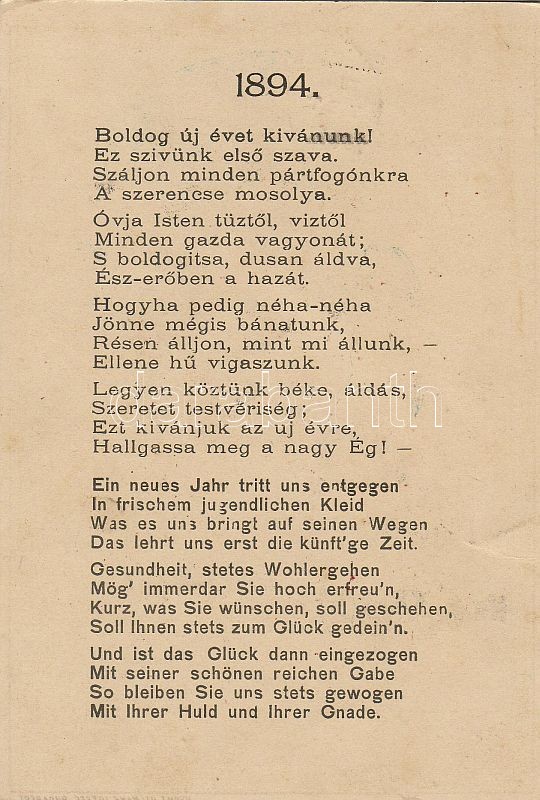 1894.
Boldog új évet kivánunk!
Ez szivünk első szava.
Száljon minden pártfogónkra
A szerencse mosolya.
Óvja Isten tüztől, viztől
Minden gazda vagyonát;
S boldogitsa, dusan áldva,
Ész-erőben a hazát.
Hogyha pedig néha-néha
Jönne mégis bánatunk,
Résen álljon, mint mi állunk, —
Ellene hű vigaszunk.
Legyen köztünk béke, áldás,
Szeretet testvériség;
Ezt kivánjuk az uj évre,
Hallgassa meg a nagy Ég! —
Ein neues Jahr tritt uns entgegen
In frischem jugendlichen Kleid
Was es uns bringt auf seinen Wegen
Das lehrt uns erst die künft'ge Zeit.
Gesundheit, stetes Wohlergehen
Mög' immerdar Sie hoch erfreu'n,
Kurz, was Sie wünschen, soll geschehen,
Soll Ihnen stets zum Glück gedein'n.
Und ist das Glück dann eingezogen
Mit seiner schönen reichen Gabe
So bleiben Sie uns stets gewogen
Mit Ihrer Huld und Ihrer Gnade.